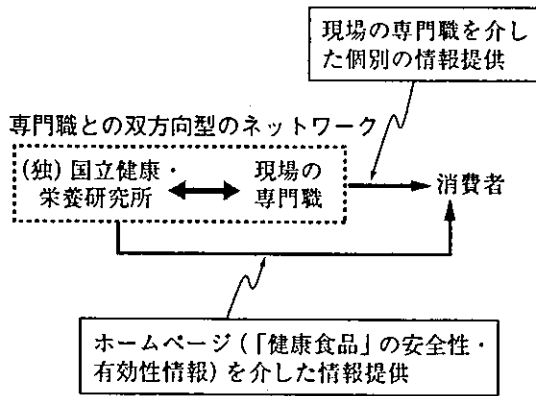 現場の専門職を介し
た個別の情報提供
専門職との双方向型のネットワーク
(独)国立健康・
栄養研究所
現場の
専門職
消費者
ホームページ(「健康食品」の安全性・
有効性情報)を介した情報提供